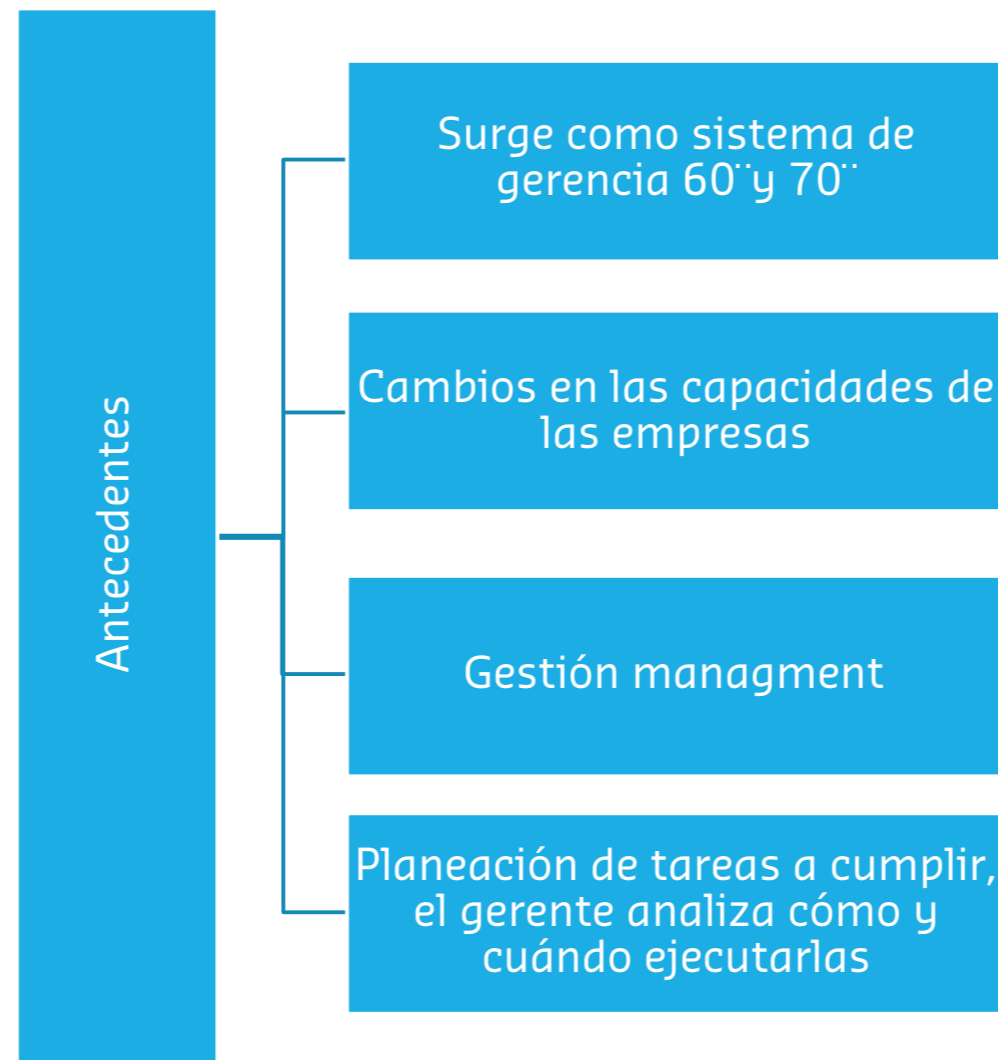 Antecedentes
Surge como sistema de
gerencia 60¨y 70¨
Cambios en las capacidades de
las empresas
Gestión managment
Planeación de tareas a cumplir,
el gerente analiza cómo y
cuándo ejecutarlas